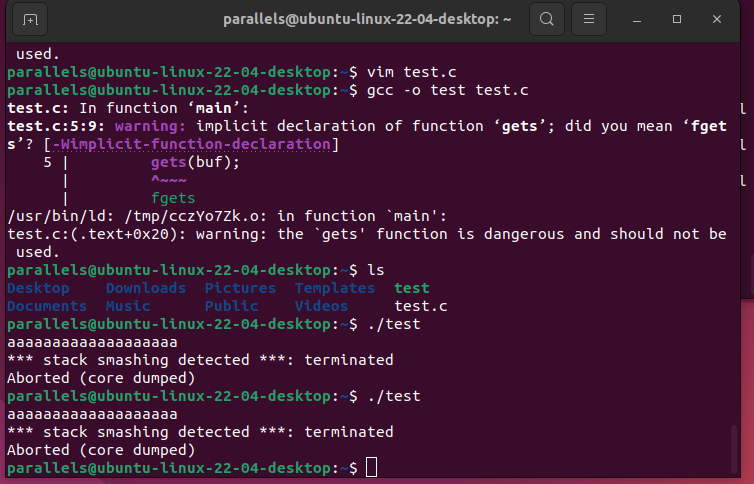 parallels@ubuntu-linux-22-04-desktop: ~
 used.
parallels@ubuntu-linux-22-04-desktop:~$ vim test.c
parallels@ubuntu-linux-22-04-desktop:~$ gcc -o test test.c
test.c: In function ‘main’:
test.c:5:9: warning: implicit declaration of function ‘gets’; did you mean ‘fget
s’? [-Wimplicit-function-declaration]
    5 |         gets(buf);
      |         ^~~~
      |         fgets
/usr/bin/ld: /tmp/cczYo7Zk.o: in function `main':
test.c:(.text+0x20): warning: the `gets' function is dangerous and should not be
 used.
parallels@ubuntu-linux-22-04-desktop:~$ ls
Desktop    Downloads  Pictures  Templates  test
Documents  Music      Public    Videos     test.c
parallels@ubuntu-linux-22-04-desktop:~$ ./test
aaaaaaaaaaaaaaaaaaa
*** stack smashing detected ***: terminated
Aborted (core dumped)
parallels@ubuntu-linux-22-04-desktop:~$ ./test
aaaaaaaaaaaaaaaaaaa
*** stack smashing detected ***: terminated
Aborted (core dumped)
parallels@ubuntu-linux-22-04-desktop:~$